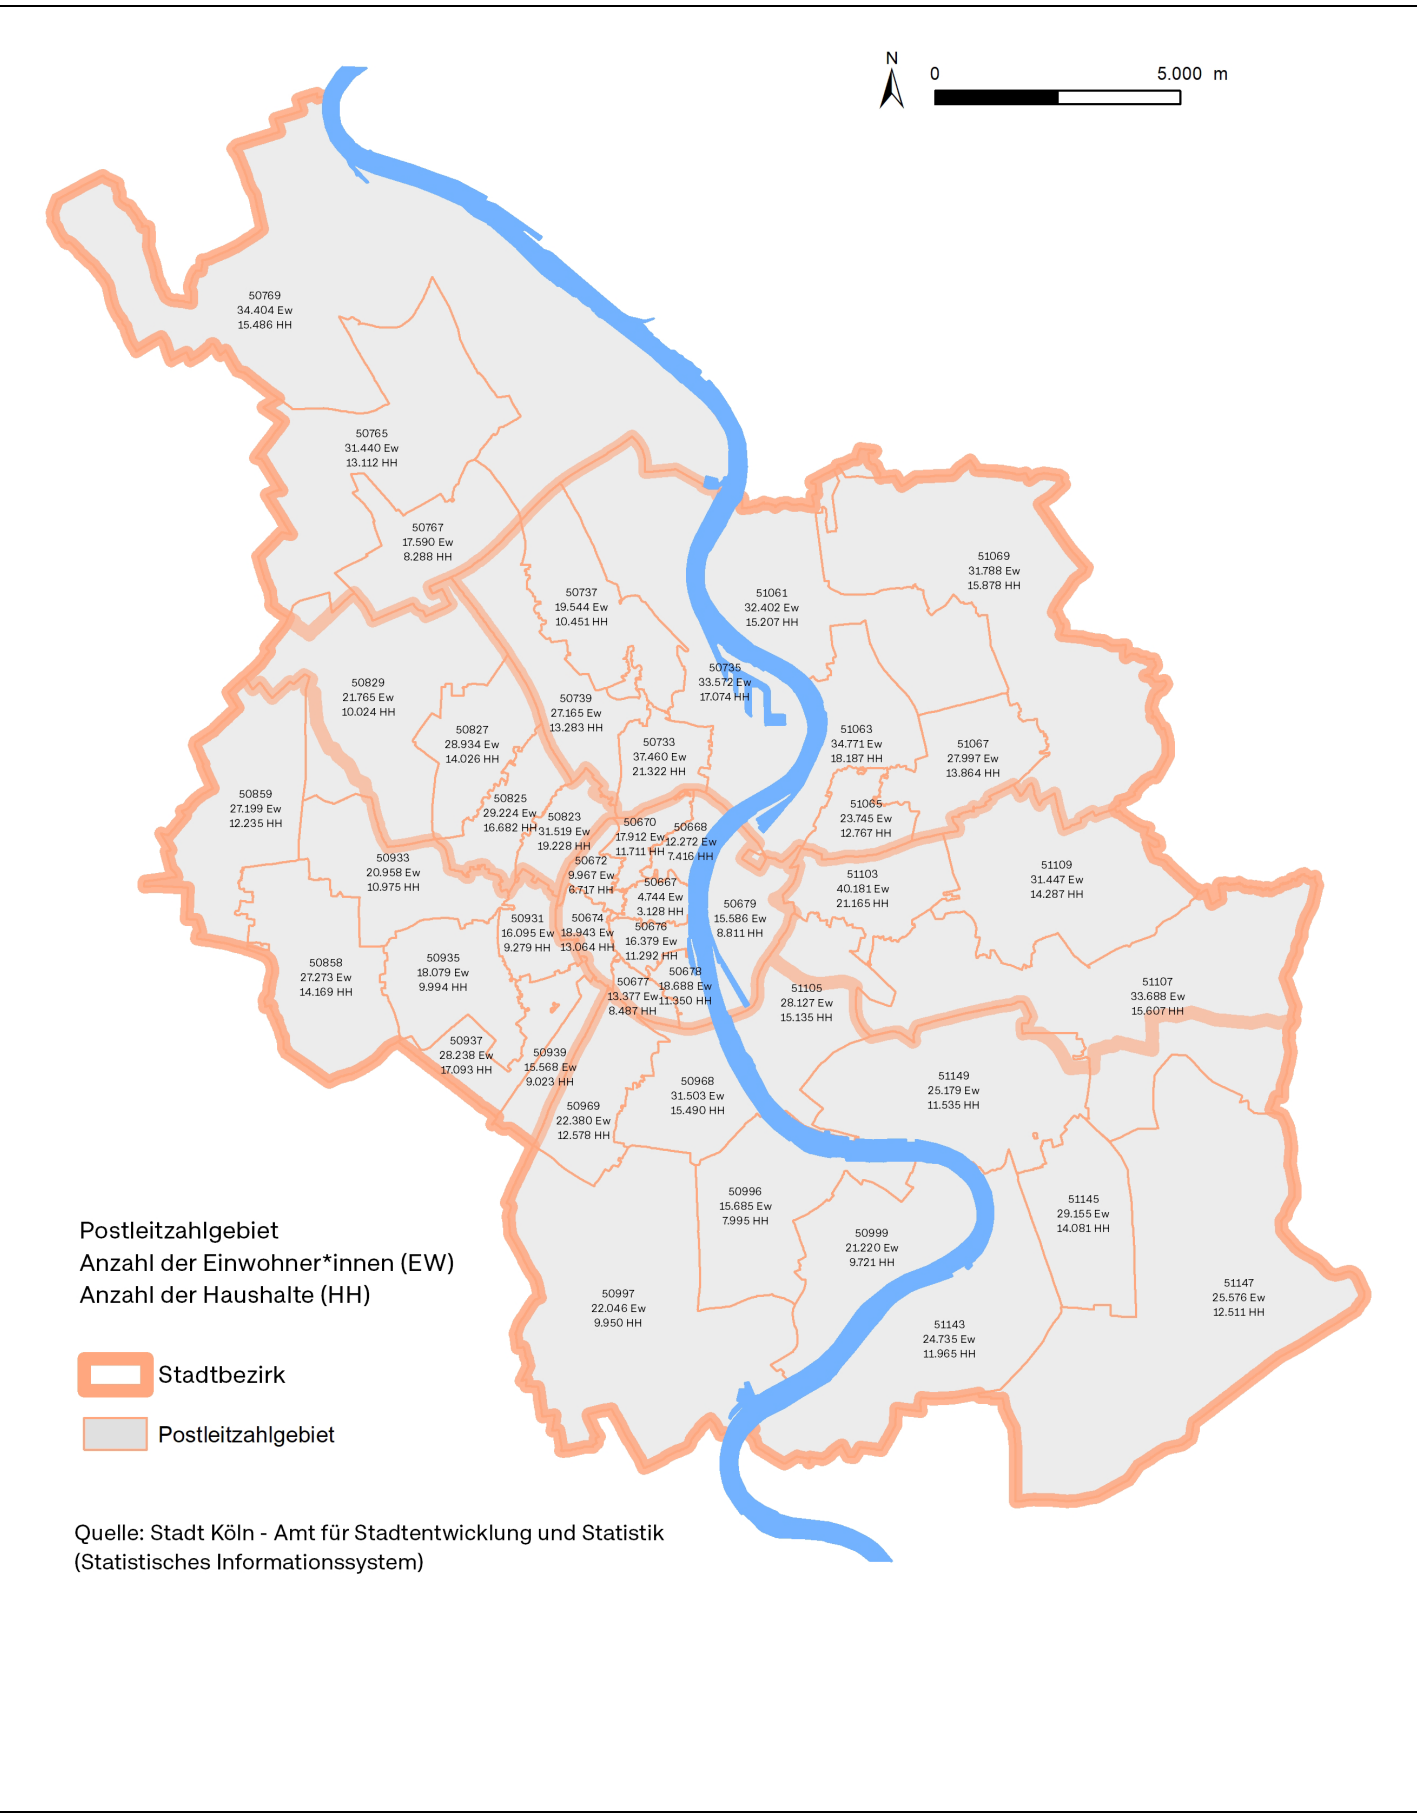 N
0 5.000 m
50769
34.404 Ew
15.486 HH
50765
31.440 Ew
13.112 HH
50767
17.590 Ew
8.288 HH
51069
31.788 Ew
15.878 HH
50737
19.544 Ew
10.451 HH
51061
32.402 Ew
15.207 HH
50735
33.572 Ew
17.074 HH
50829
21.765 Ew
10.024 HH
50739
27.165 Ew
13.283 HH
50827
28.934 Ew
14.026 HH
50733
37.460 Ew
21.322 HH
51063
34.771 Ew
18.187 HH
51067
27.997 Ew
13.864 HH
50859
27.199 Ew
12.235 HH
50825
29.224 Ew
16.682 HH
50823
31.519 Ew
19.228 HH
50670
17.912 Ew
11.711 HH
50668
12.272 Ew
7.416 HH
51065
23.745 Ew
12.767 HH
50933
20.958 Ew
10.975 HH
50672
9.967 Ew
6.717 HH
50667
4.744 Ew
3.128 HH
51103
40.181 Ew
21.165 HH
51109
31.447 Ew
14.287 HH
50931
16.095 Ew
9.279 HH
50674
18.943 Ew
13.064 HH
50676
16.379 Ew
11.292 HH
50679
15.586 Ew
8.811 HH
50858
27.273 Ew
14.169 HH
50935
18.079 Ew
9.994 HH
50677
13.377 Ew
8.487 HH
50678
18.688 Ew
11.350 HH
51105
28.127 Ew
15.135 HH
51107
33.688 Ew
15.607 HH
50937
28.238 Ew
17.093 HH
50939
15.568 Ew
9.023 HH
50969
22.380 Ew
12.578 HH
50968
31.503 Ew
15.490 HH
51149
25.179 Ew
11.535 HH
50996
15.685 Ew
7.995 HH
50999
21.220 Ew
9.721 HH
51145
29.155 Ew
14.081 HH
50997
22.046 Ew
9.950 HH
51143
24.735 Ew
11.965 HH
51147
25.576 Ew
12.511 HH
Postleitzahlgebiet
Anzahl der Einwohner*innen (EW)
Anzahl der Haushalte (HH)
Stadtbezirk
Postleitzahlgebiet
Quelle: Stadt Köln - Amt für Stadtentwicklung und Statistik
(Statistisches Informationssystem)